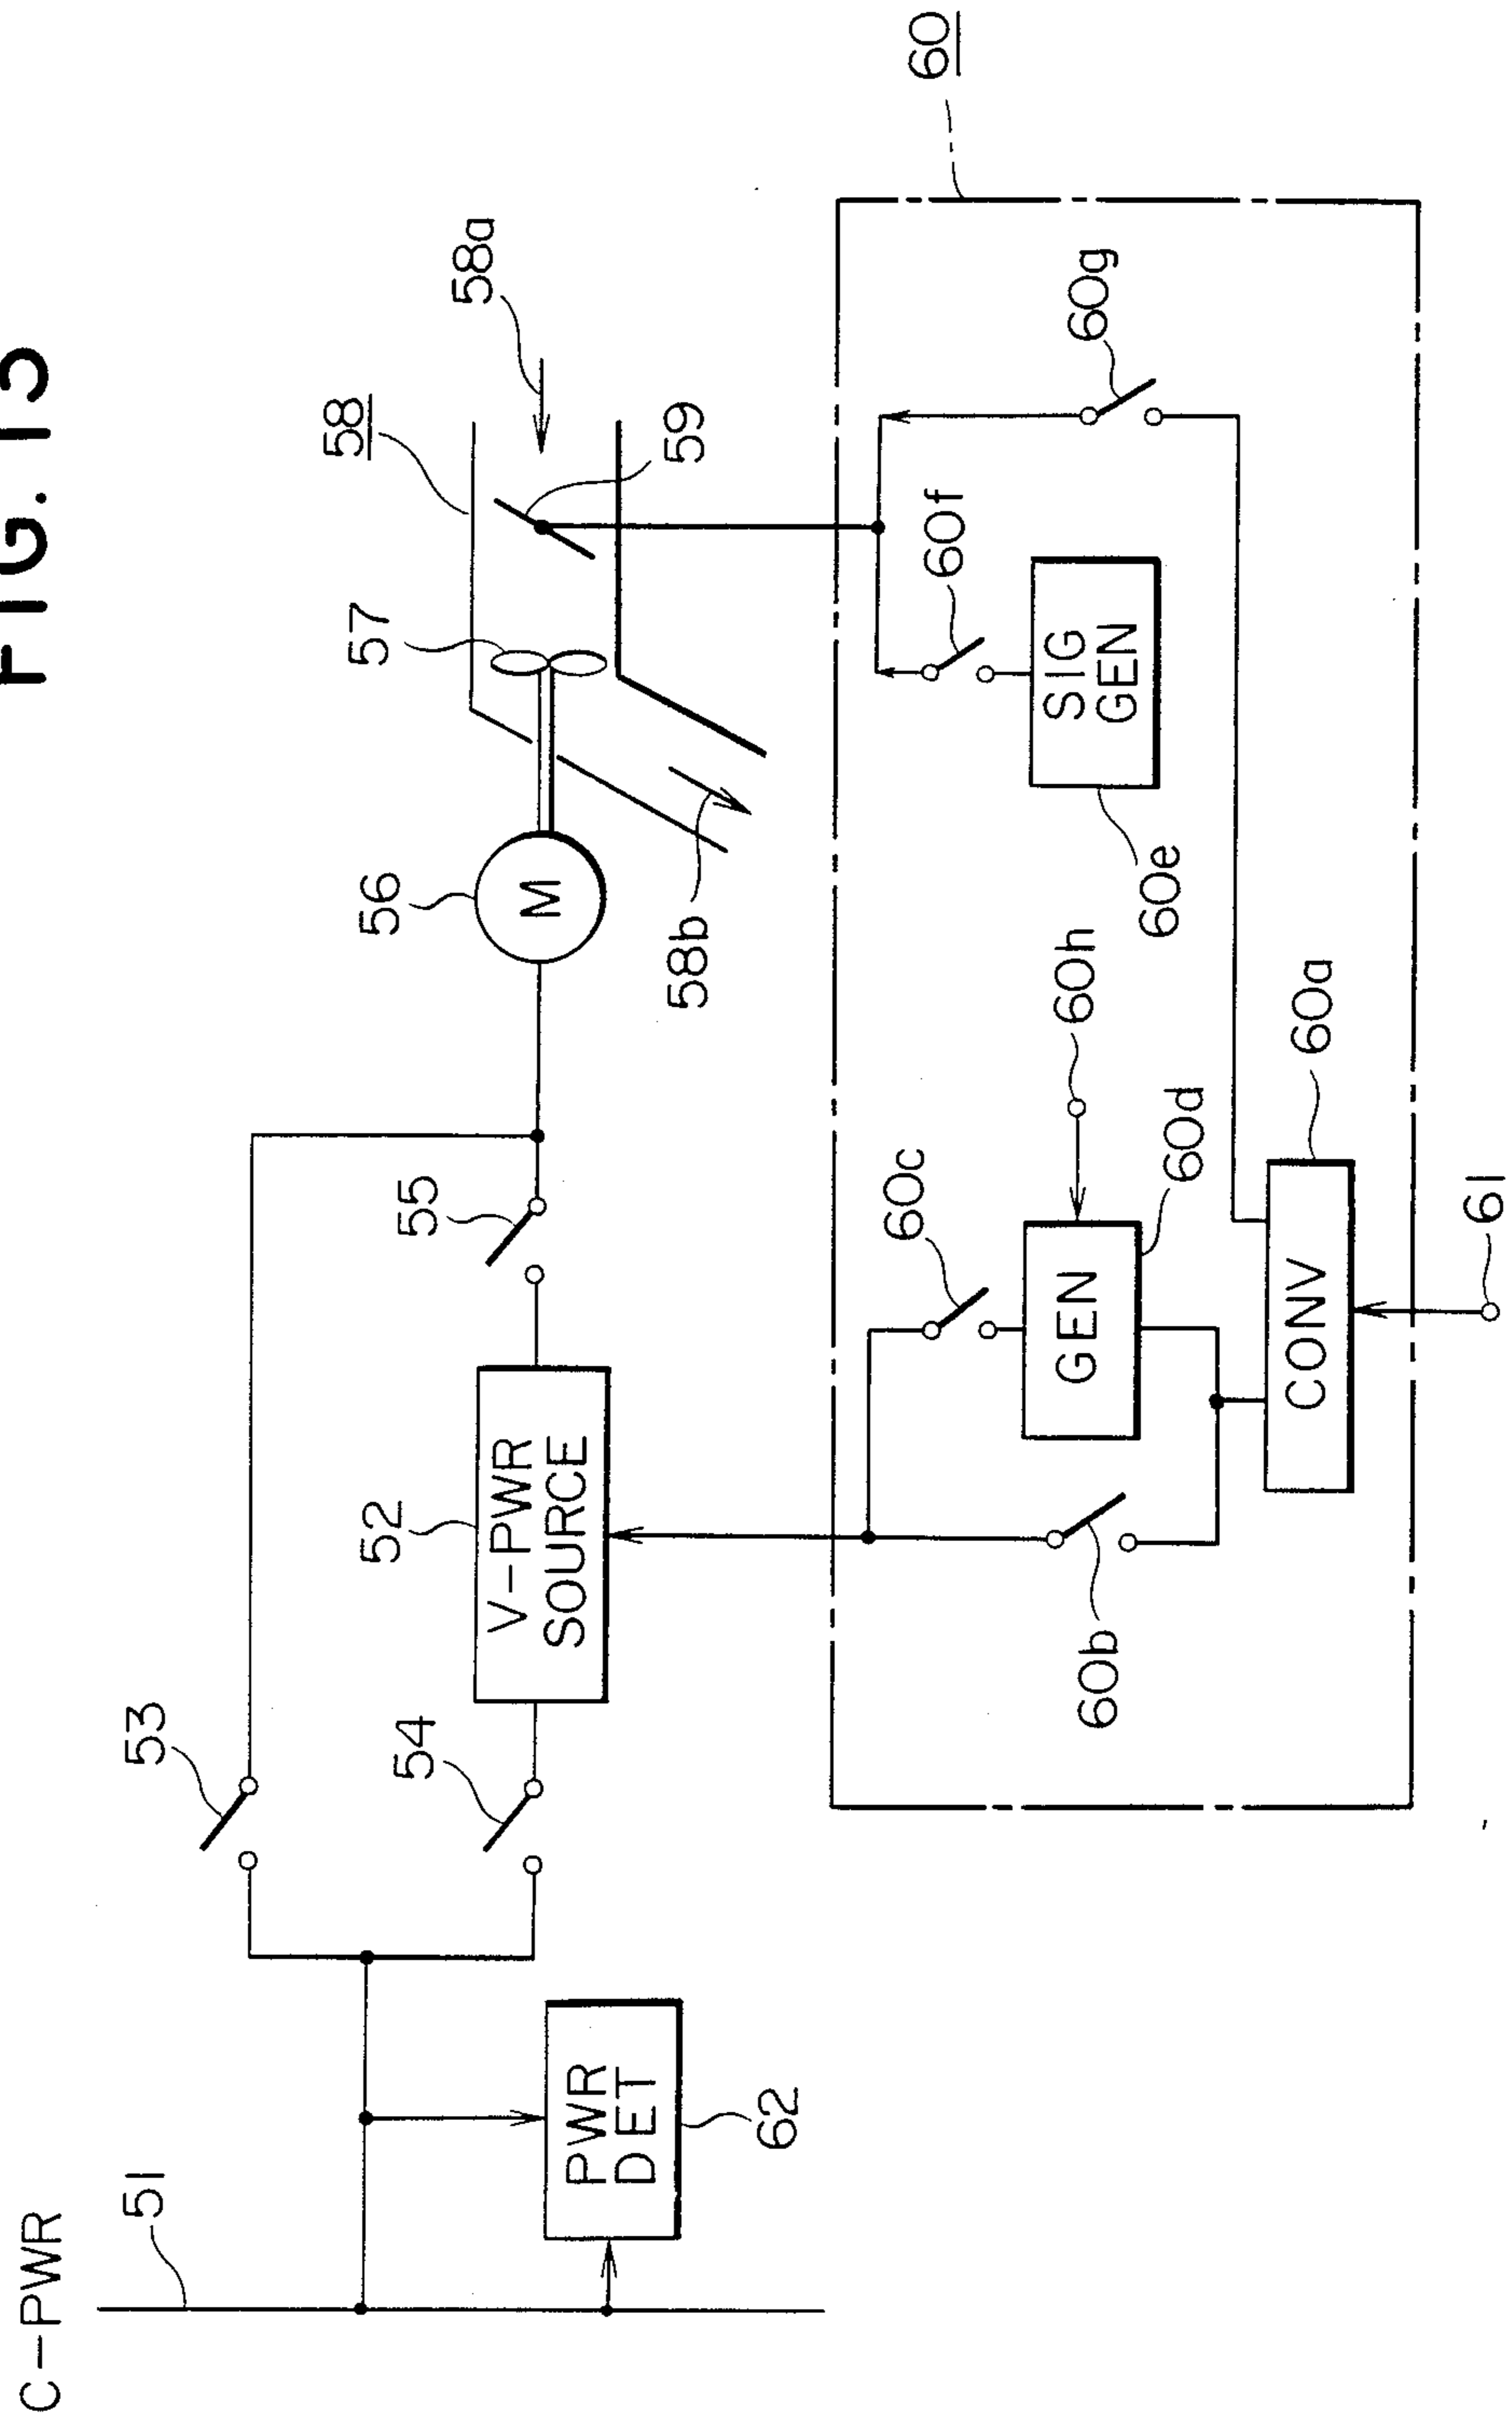 FIG.
C-PWR
51
53
54
52
55
56
57
58
58a
V-PWR
SOURCE
M
59
58b
PWR
DET
62
60
60c
60f
60b
GEN
60h
60d
SIG
GEN
60e
60g
CONV
60a
61